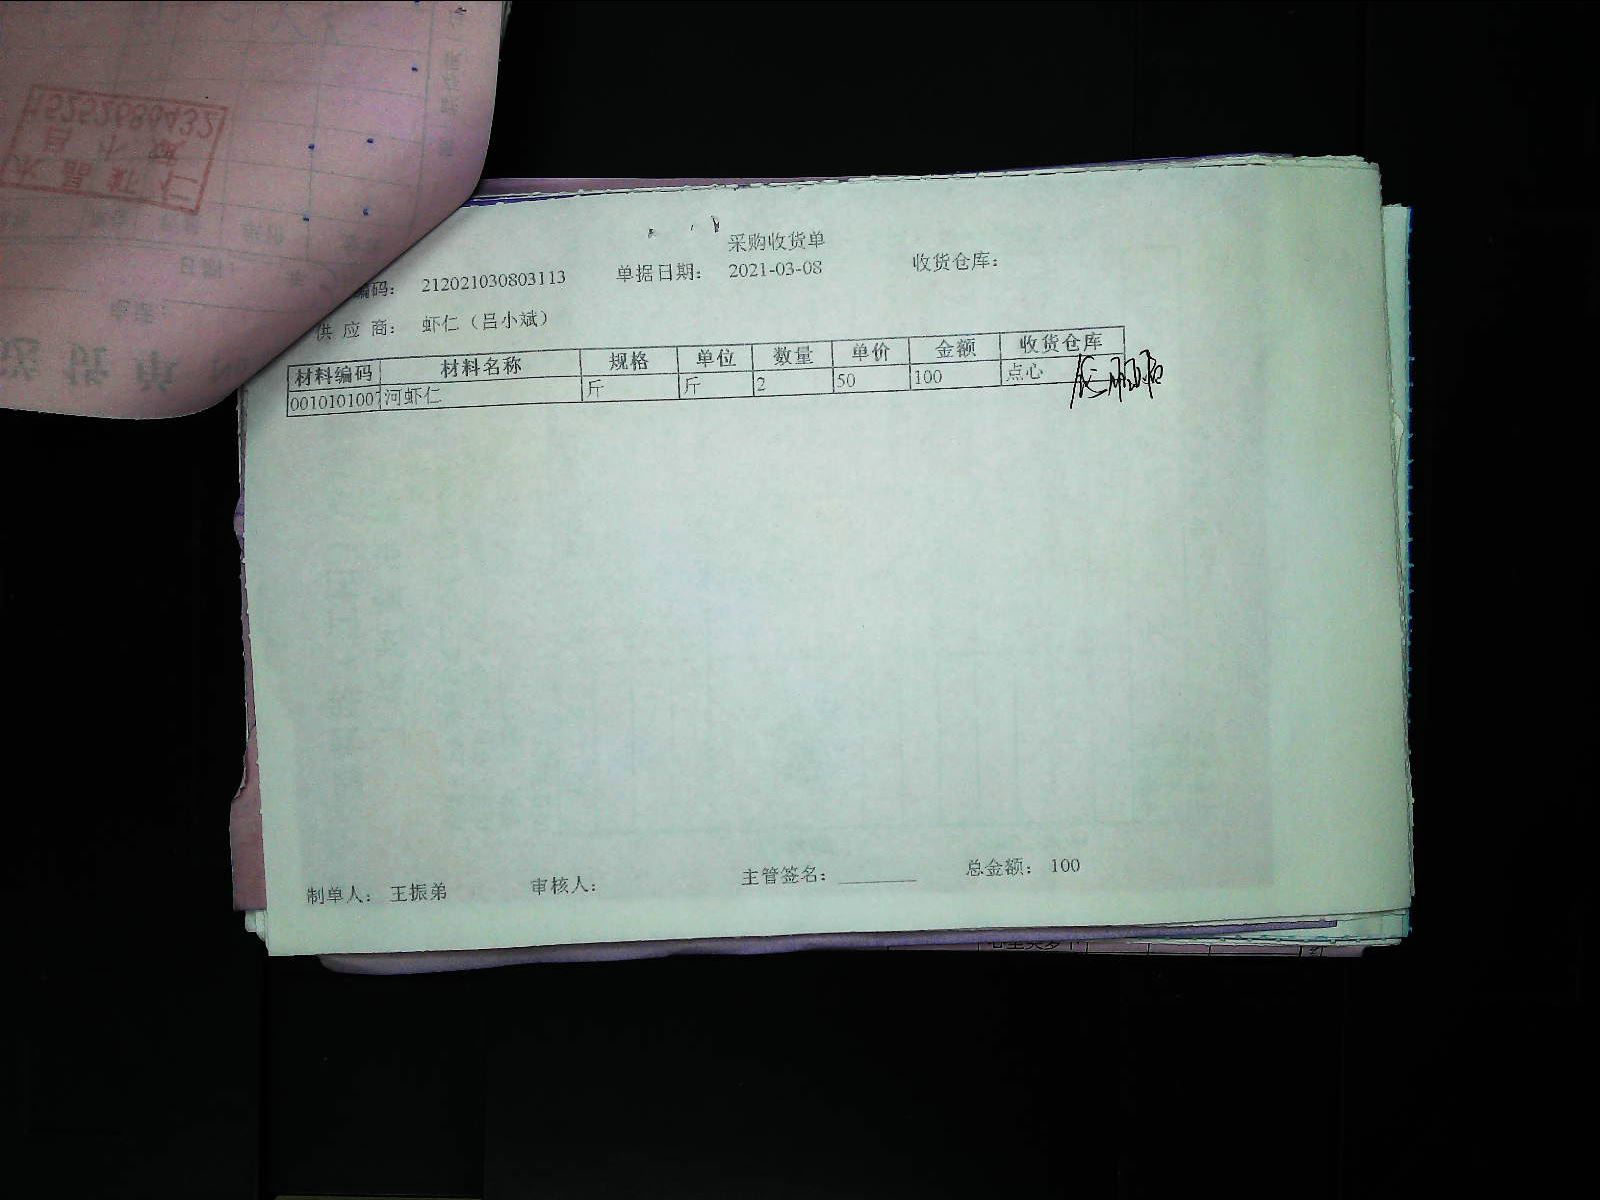 采购收货单
编码： 212021030803113 单据日期： 2021-03-08 收货仓库：
供 应 商： 虾仁（吕小斌）
材料编码 材料名称 规格 单位 数量 单价 金额 收货仓库
0010101007 河虾仁 斤 斤 2 50 100 点心
制单人： 王振弟 审核人： 主管签名： ________ 总金额： 100